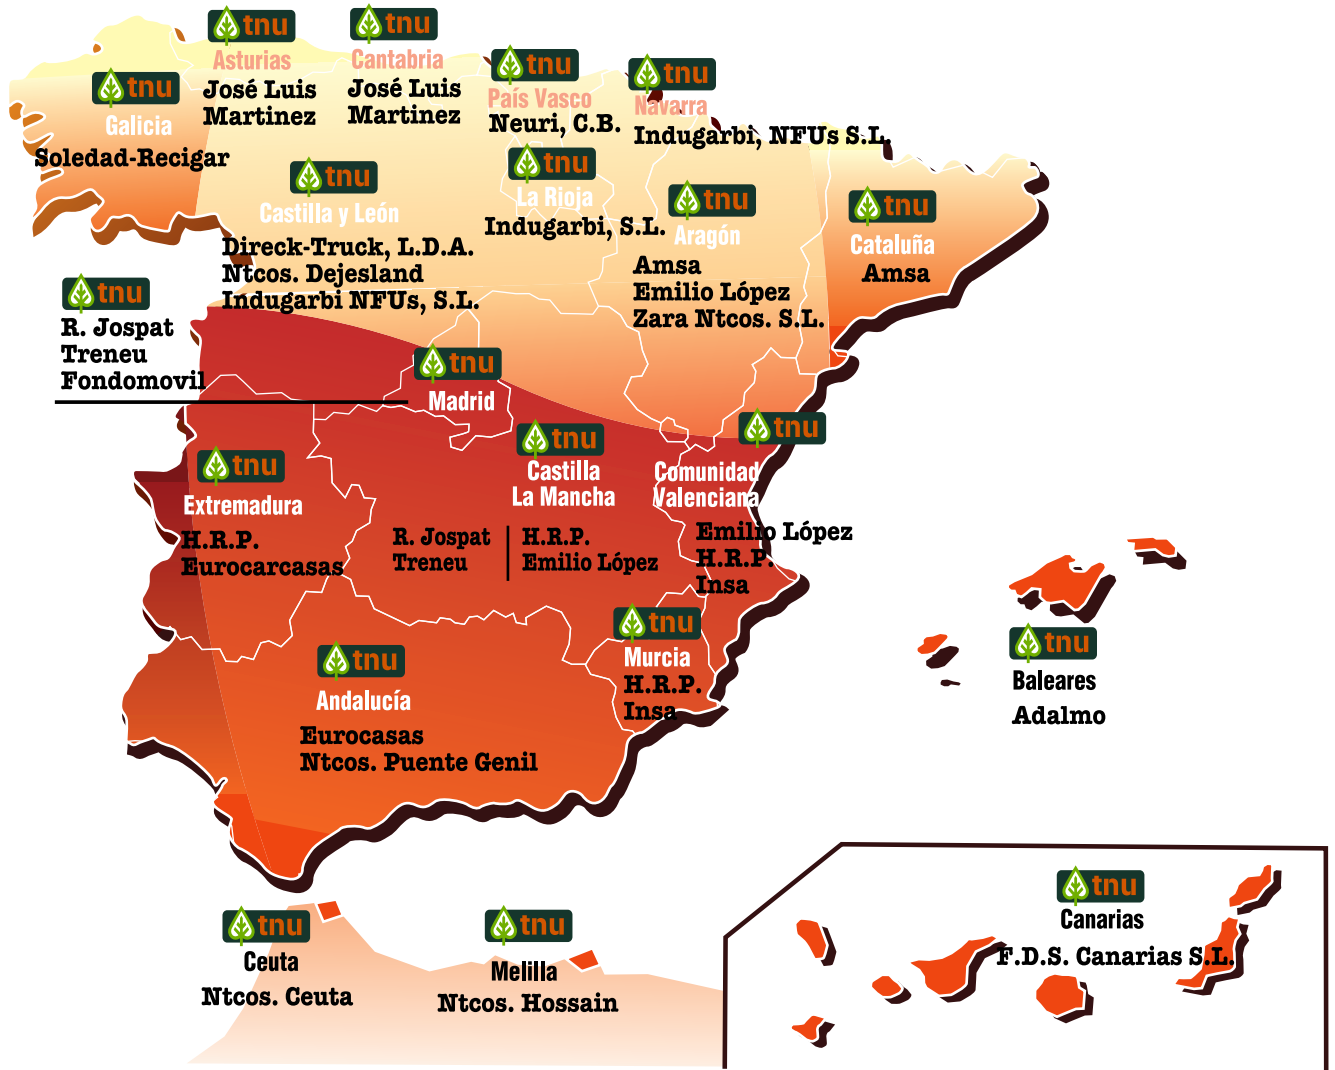 tnu
Asturias
José Luis
Martinez
tnu
Cantabria
José Luis
Martinez
tnu
País Vasco
Neuri, C.B.
tnu
Navarra
Indugarbi, NFUs S.L.
tnu
Galicia
Soledad-Recigar
tnu
Castilla y León
Direck-Truck, L.D.A.
Ntcos. Dejesland
Indugarbi NFUs, S.L.
tnu
La Rioja
Indugarbi, S.L.
tnu
Aragón
Amsa
Emilio López
Zara Ntcos. S.L.
tnu
Cataluña
Amsa
tnu
R. Jospat
Treneu
Fondomovil
tnu
Madrid
tnu
Castilla
La Mancha
R. Jospat
Treneu
H.R.P.
Emilio López
tnu
Comunidad
Valenciana
Emilio López
H.R.P.
Insa
tnu
Extremadura
H.R.P.
Eurocarcasas
tnu
Murcia
H.R.P.
Insa
tnu
Andalucía
Eurocasas
Ntcos. Puente Genil
tnu
Baleares
Adalmo
tnu
Ceuta
Ntcos. Ceuta
tnu
Melilla
Ntcos. Hossain
tnu
Canarias
F.D.S. Canarias S.L.